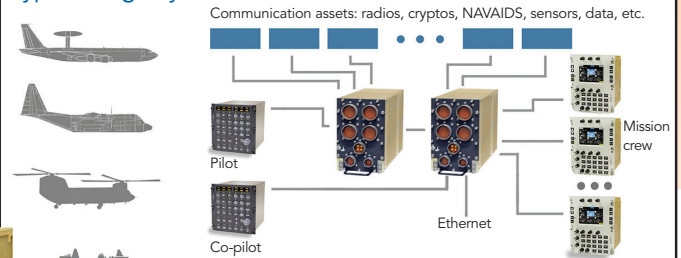 Communication assets: radios, cryptos, NAVAIDS, sensors, data, etc.
Pilot
Mission
crew
Ethernet
Co-pilot